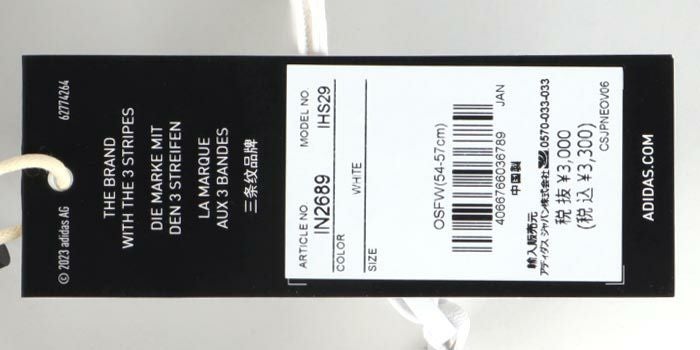 © 2023 adidas AG
62774264
THE BRAND
WITH THE 3 STRIPES
DIE MARKE MIT
DEN 3 STREIFEN
LA MARQUE
AUX 3 BANDES
三条纹品牌
ARTICLE NO.
MODEL NO.
IN2689
IHS29
COLOR
WHITE
SIZE
OSFW(54-57cm)
JAN
4066766036789
中国製
輸入販売元
アディダス ジャパン株式会社 0570-033-033
税 抜 ¥3,000
(税 込 ¥3,300)
CSJPNEOV06
ADIDAS.COM